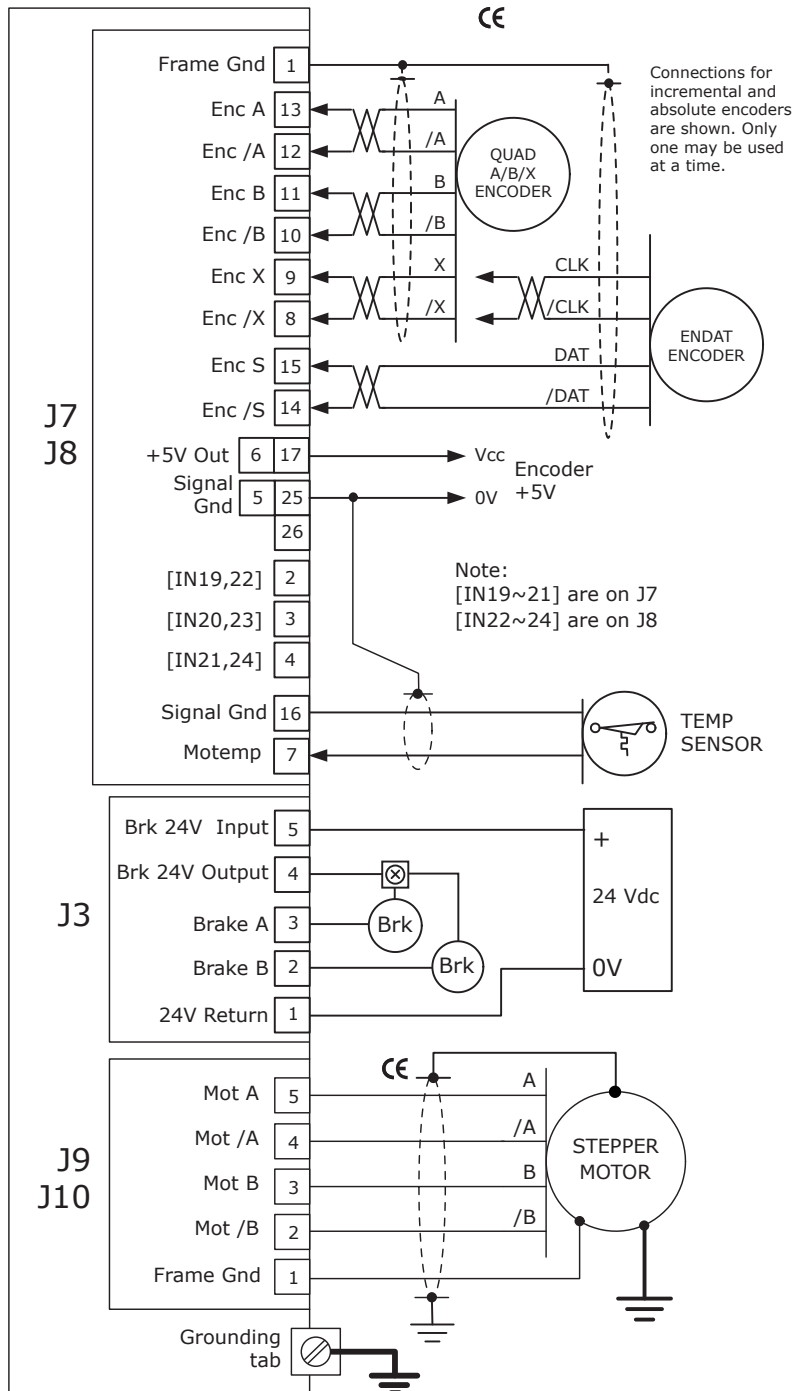 CE
Frame Gnd 1
Connections for
incremental and
absolute encoders
are shown. Only
one may be used
at a time.
Enc A 13 A
Enc /A 12 /A
QUAD
A/B/X
ENCODER
Enc B 11 B
Enc /B 10 /B
Enc X 9 X CLK
Enc /X 8 /X /CLK
ENDAT
ENCODER
Enc S 15 DAT
Enc /S 14 /DAT
J7
J8
+5V Out 6 17 Vcc
Signal
Gnd 5 25 0V
Encoder
+5V
26
[IN19,22] 2
[IN20,23] 3
[IN21,24] 4
Note:
[IN19~21] are on J7
[IN22~24] are on J8
Signal Gnd 16
Motemp 7
TEMP
SENSOR
J3
Brk 24V Input 5 +
Brk 24V Output 4
24 Vdc
Brake A 3 Brk
Brake B 2 Brk 0V
24V Return 1
CE
J9
J10
Mot A 5 A
Mot /A 4 /A
Mot B 3 B
Mot /B 2 /B
STEPPER
MOTOR
Frame Gnd 1
Grounding
tab